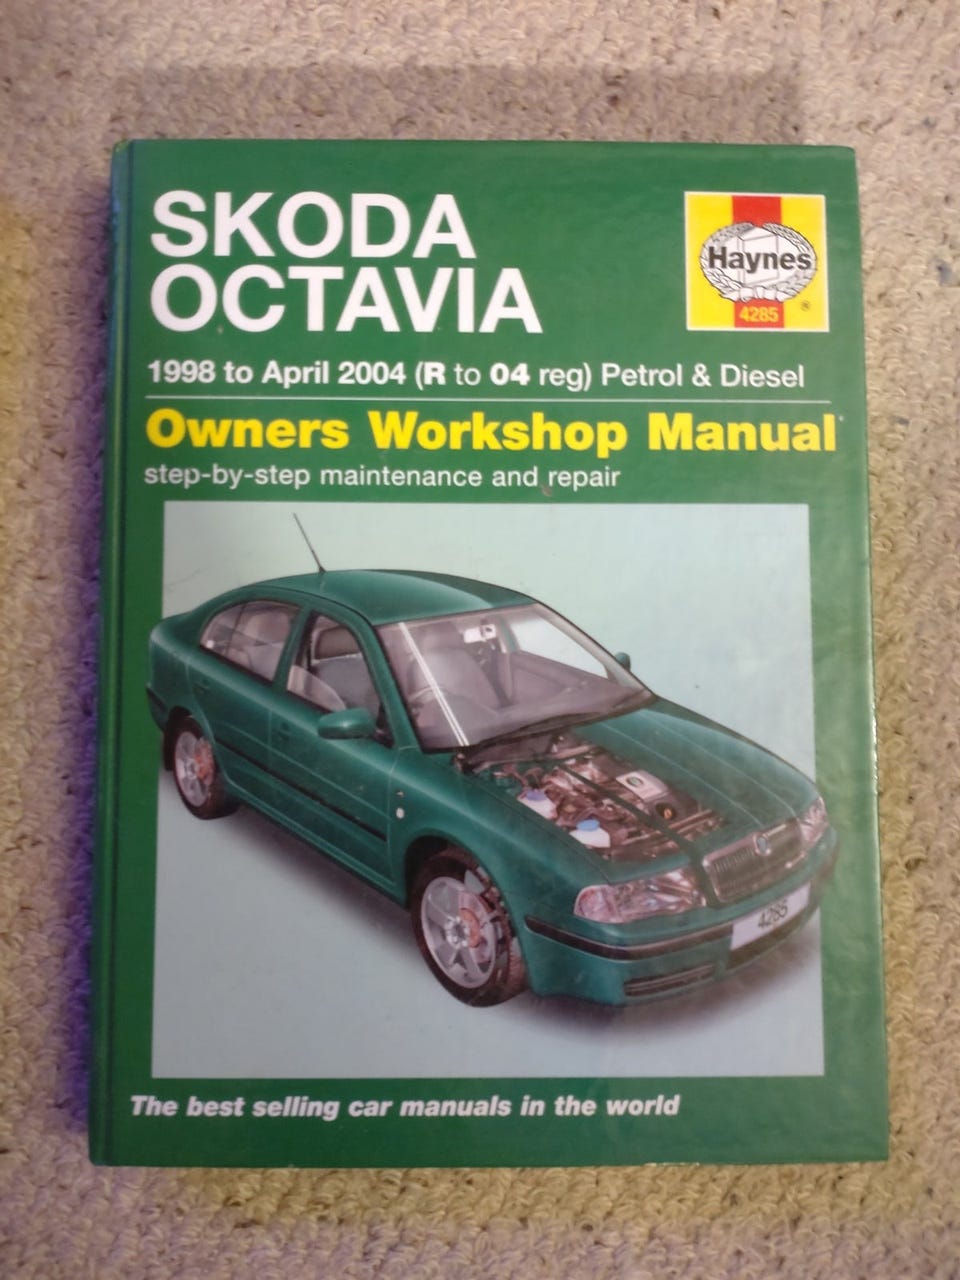 SKODA
OCTAVIA
Haynes
®
4285
1998 to April 2004 (R to 04 reg) Petrol & Diesel
Owners Workshop Manual
step-by-step maintenance and repair
4285
The best selling car manuals in the world